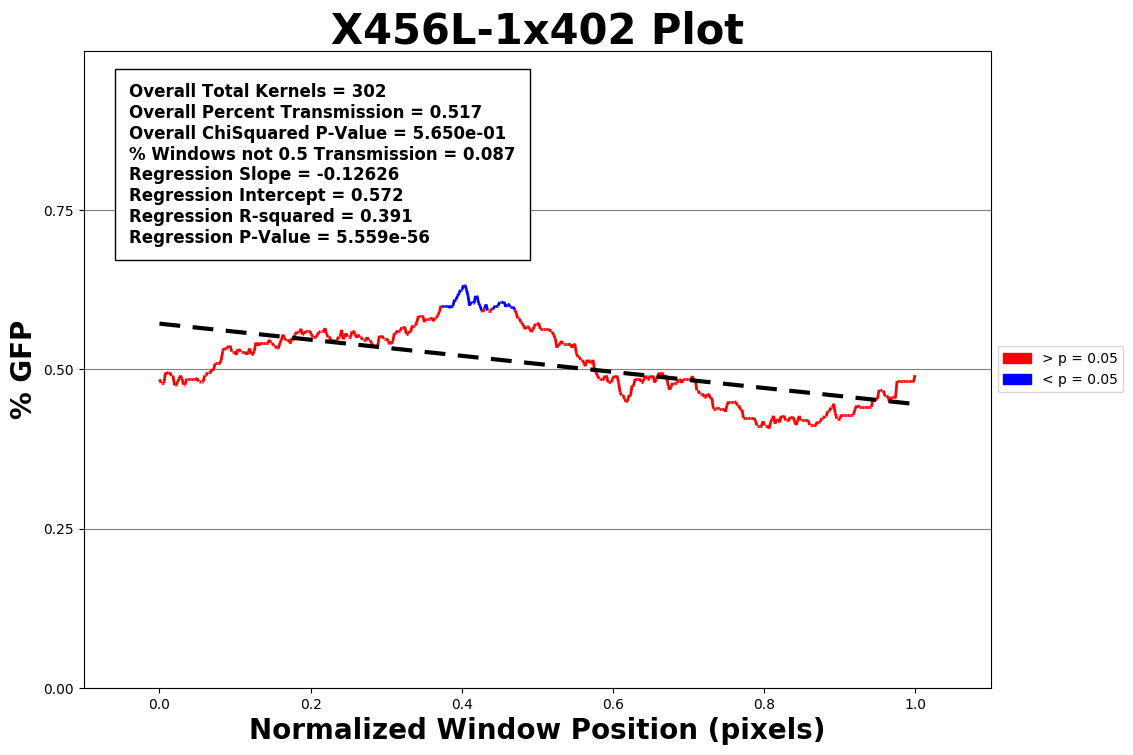 X456L-1x402 Plot
Overall Total Kernels = 302
Overall Percent Transmission = 0.517
Overall ChiSquared P-Value = 5.650e-01
% Windows not 0.5 Transmission = 0.087
Regression Slope = -0.12626
Regression Intercept = 0.572
Regression R-squared = 0.391
Regression P-Value = 5.559e-56
% GFP
0.75
0.50
0.25
0.00
> p = 0.05
< p = 0.05
0.0 0.2 0.4 0.6 0.8 1.0
Normalized Window Position (pixels)